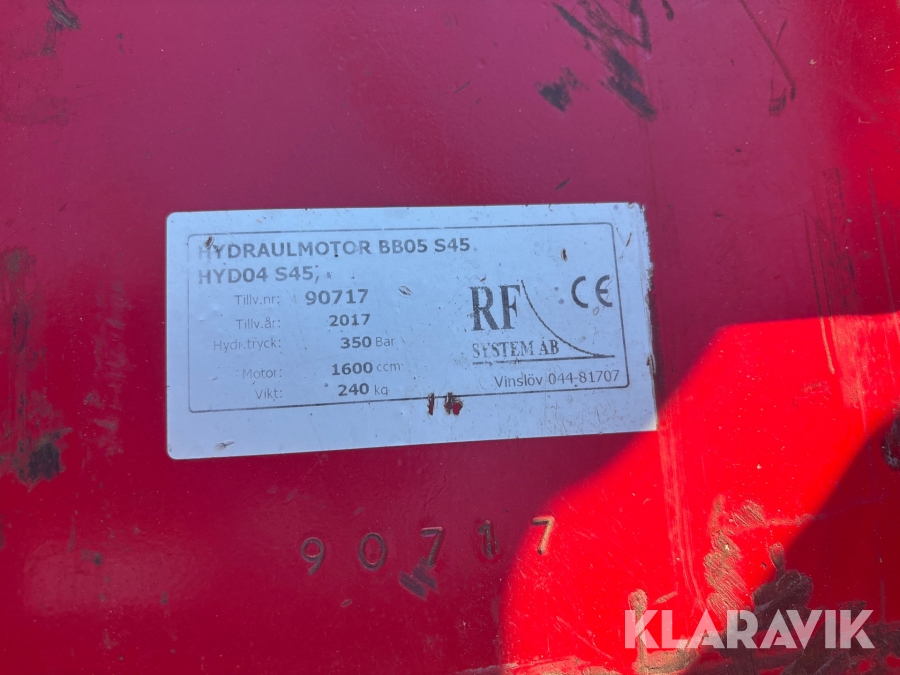 HYDRAULMOTOR BB05 S45
HYD04 S45,
Tillv.nr: 90717
Tillv.år: 2017
Hydr.tryck: 350 Bar
Motor: 1600 ccm
Vikt: 240 kg
RF
SYSTEM AB
CE
Vinslöv 044-81707
90717
KLARAVIK